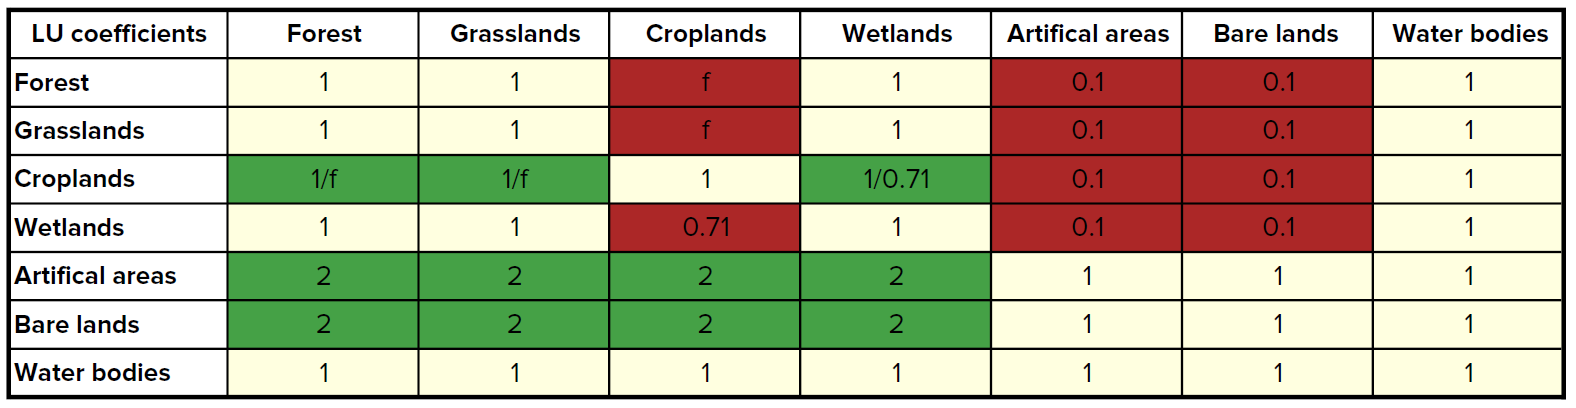 LU coefficients Forest Grasslands Croplands Wetlands Artifical areas Bare lands Water bodies
Forest 1 1 f 1 0.1 0.1 1
Grasslands 1 1 f 1 0.1 0.1 1
Croplands 1/f 1/f 1 1/0.71 0.1 0.1 1
Wetlands 1 1 0.71 1 0.1 0.1 1
Artifical areas 2 2 2 2 1 1 1
Bare lands 2 2 2 2 1 1 1
Water bodies 1 1 1 1 1 1 1